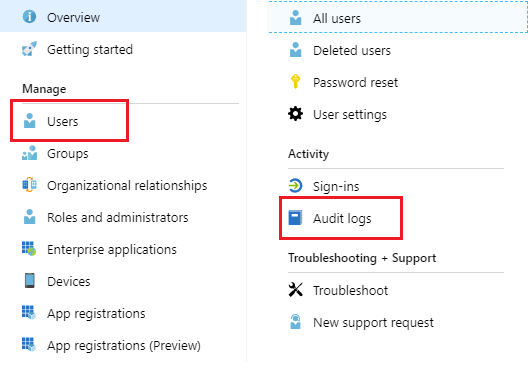 Overview
Getting started
Manage
Users
Groups
Organizational relationships
Roles and administrators
Enterprise applications
Devices
App registrations
App registrations (Preview)
All users
Deleted users
Password reset
User settings
Activity
Sign-ins
Audit logs
Troubleshooting + Support
Troubleshoot
New support request